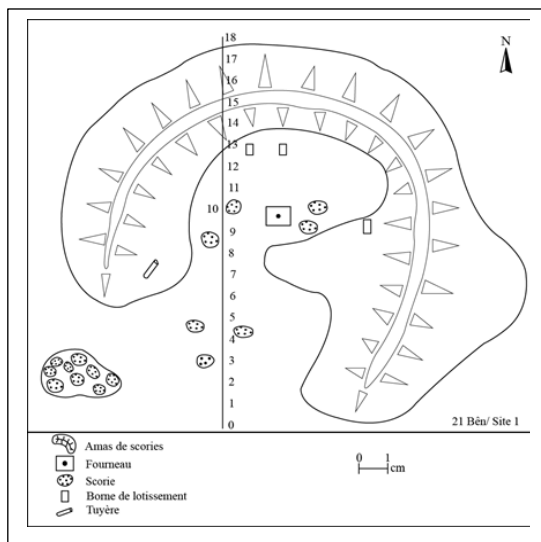 N
18
17
16
15
14
13
12
11
10
9
8
7
6
5
4
3
2
1
0
21 Bên/ Site 1
Amas de scories
Fourneau
Scorie
Borne de lotissement
Tuyère
0 1
cm